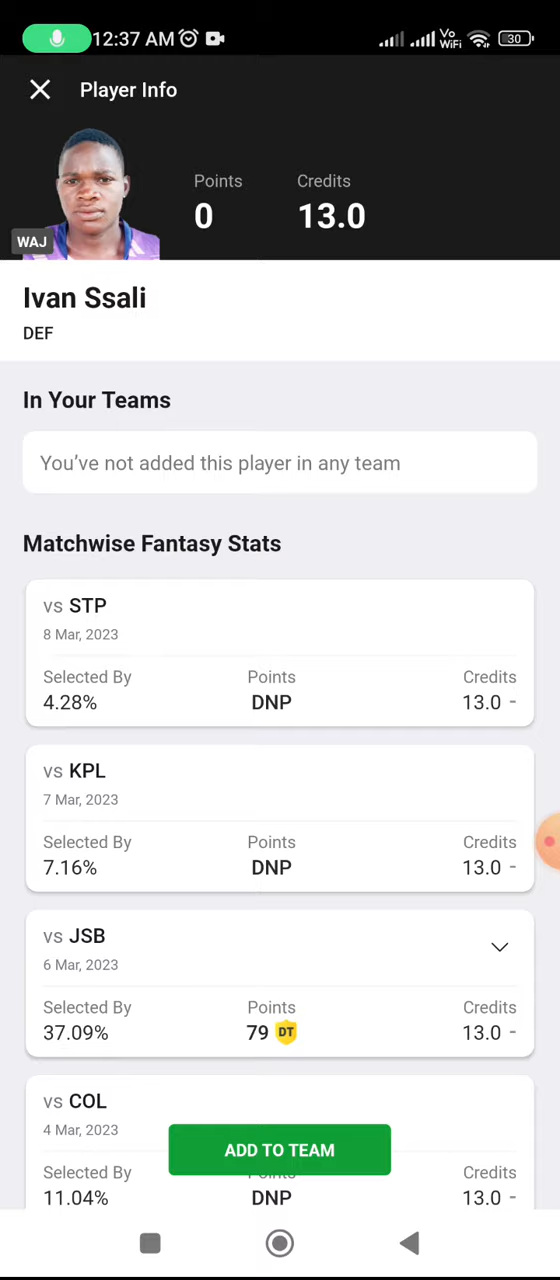 12:37 AM
Vo
WiFi
30
Player Info
Points
Credits
0
13.0
WAJ
Ivan Ssali
DEF
In Your Teams
You've not added this player in any team
Matchwise Fantasy Stats
vs STP
8 Mar, 2023
Selected By Points Credits
4.28% DNP 13.0 -
vs KPL
7 Mar, 2023
Selected By Points Credits
7.16% DNP 13.0 -
vs JSB
6 Mar, 2023
Selected By Points Credits
37.09% 79 DT 13.0 -
vs COL
4 Mar, 2023
ADD TO TEAM
Selected By Points Credits
11.04% DNP 13.0 -